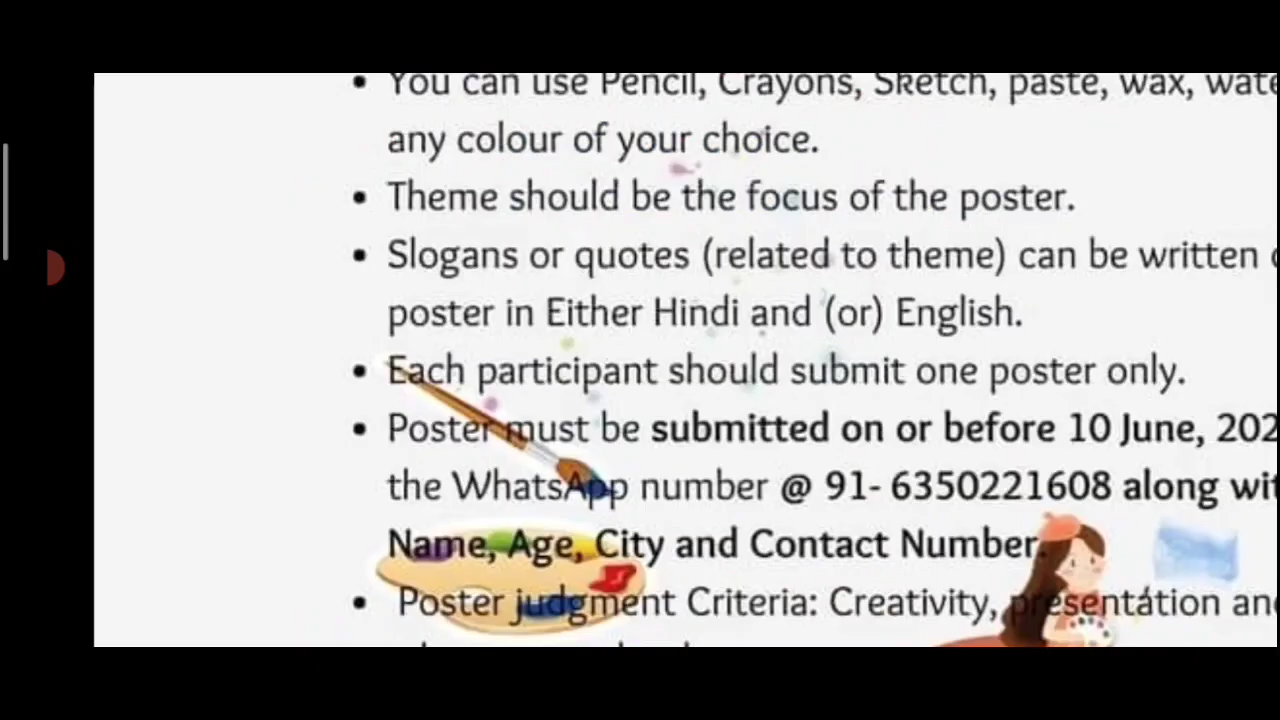 You can use Pencil, Crayons, Sketch, paste, wax,
any colour of your choice.
Theme should be the focus of the poster.
Slogans or quotes (related to theme) can be written
poster in Either Hindi and (or) English.
Each participant should submit one poster only.
Poster must be submitted on or before 10 June,
the WhatsApp number @ 91- 6350221608 along
Name, Age, City and Contact Number.
Poster judgment Criteria: Creativity, presentation